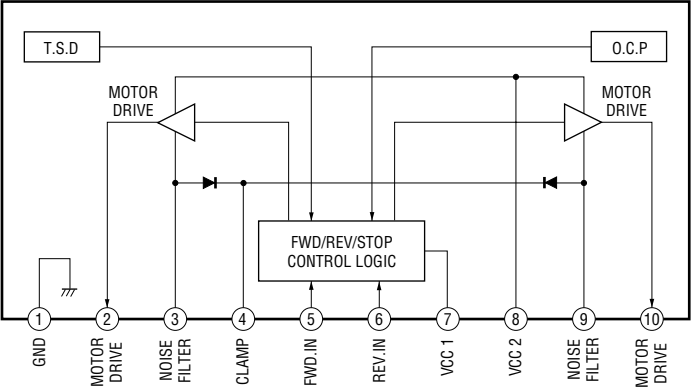 T.S.D
O.C.P
MOTOR
DRIVE
MOTOR
DRIVE
FWD/REV/STOP
CONTROL LOGIC
1
2
3
4
5
6
7
8
9
10
GND
MOTOR
DRIVE
NOISE
FILTER
CLAMP
FWD.IN
REV.IN
VCC 1
VCC 2
NOISE
FILTER
MOTOR
DRIVE